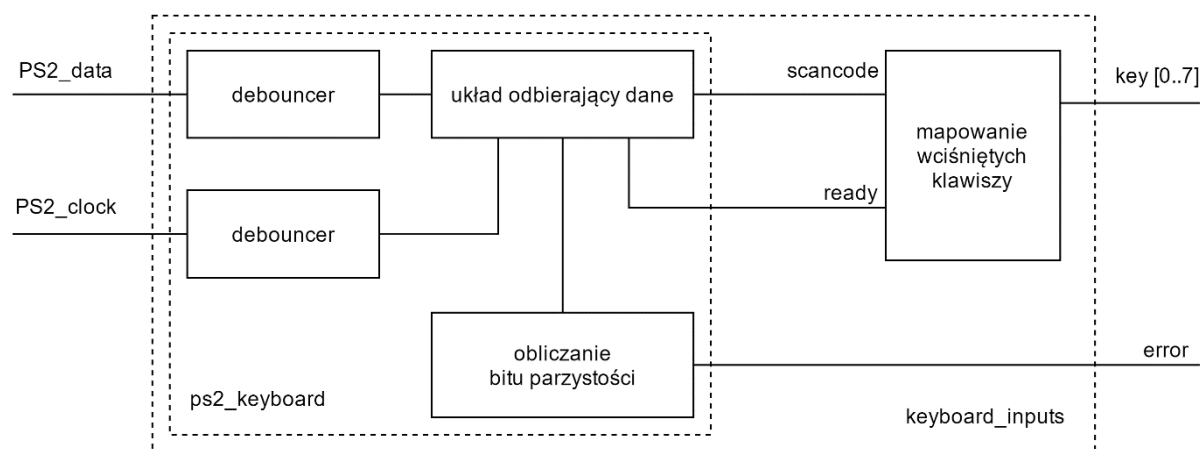 PS2_data
debouncer
układ odbierający dane
scancode
key [0..7]
mapowanie
wciśniętych
klawiszy
PS2_clock
debouncer
ready
obliczanie
bitu parzystości
error
ps2_keyboard
keyboard_inputs